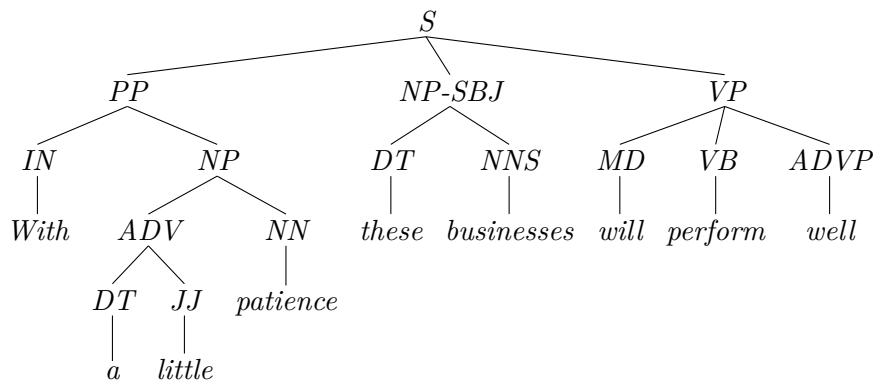 S
PP NP-SBJ VP
IN NP DT NNS MD VB ADVP
With ADV NN these businesses will perform well
DT JJ patience
a little